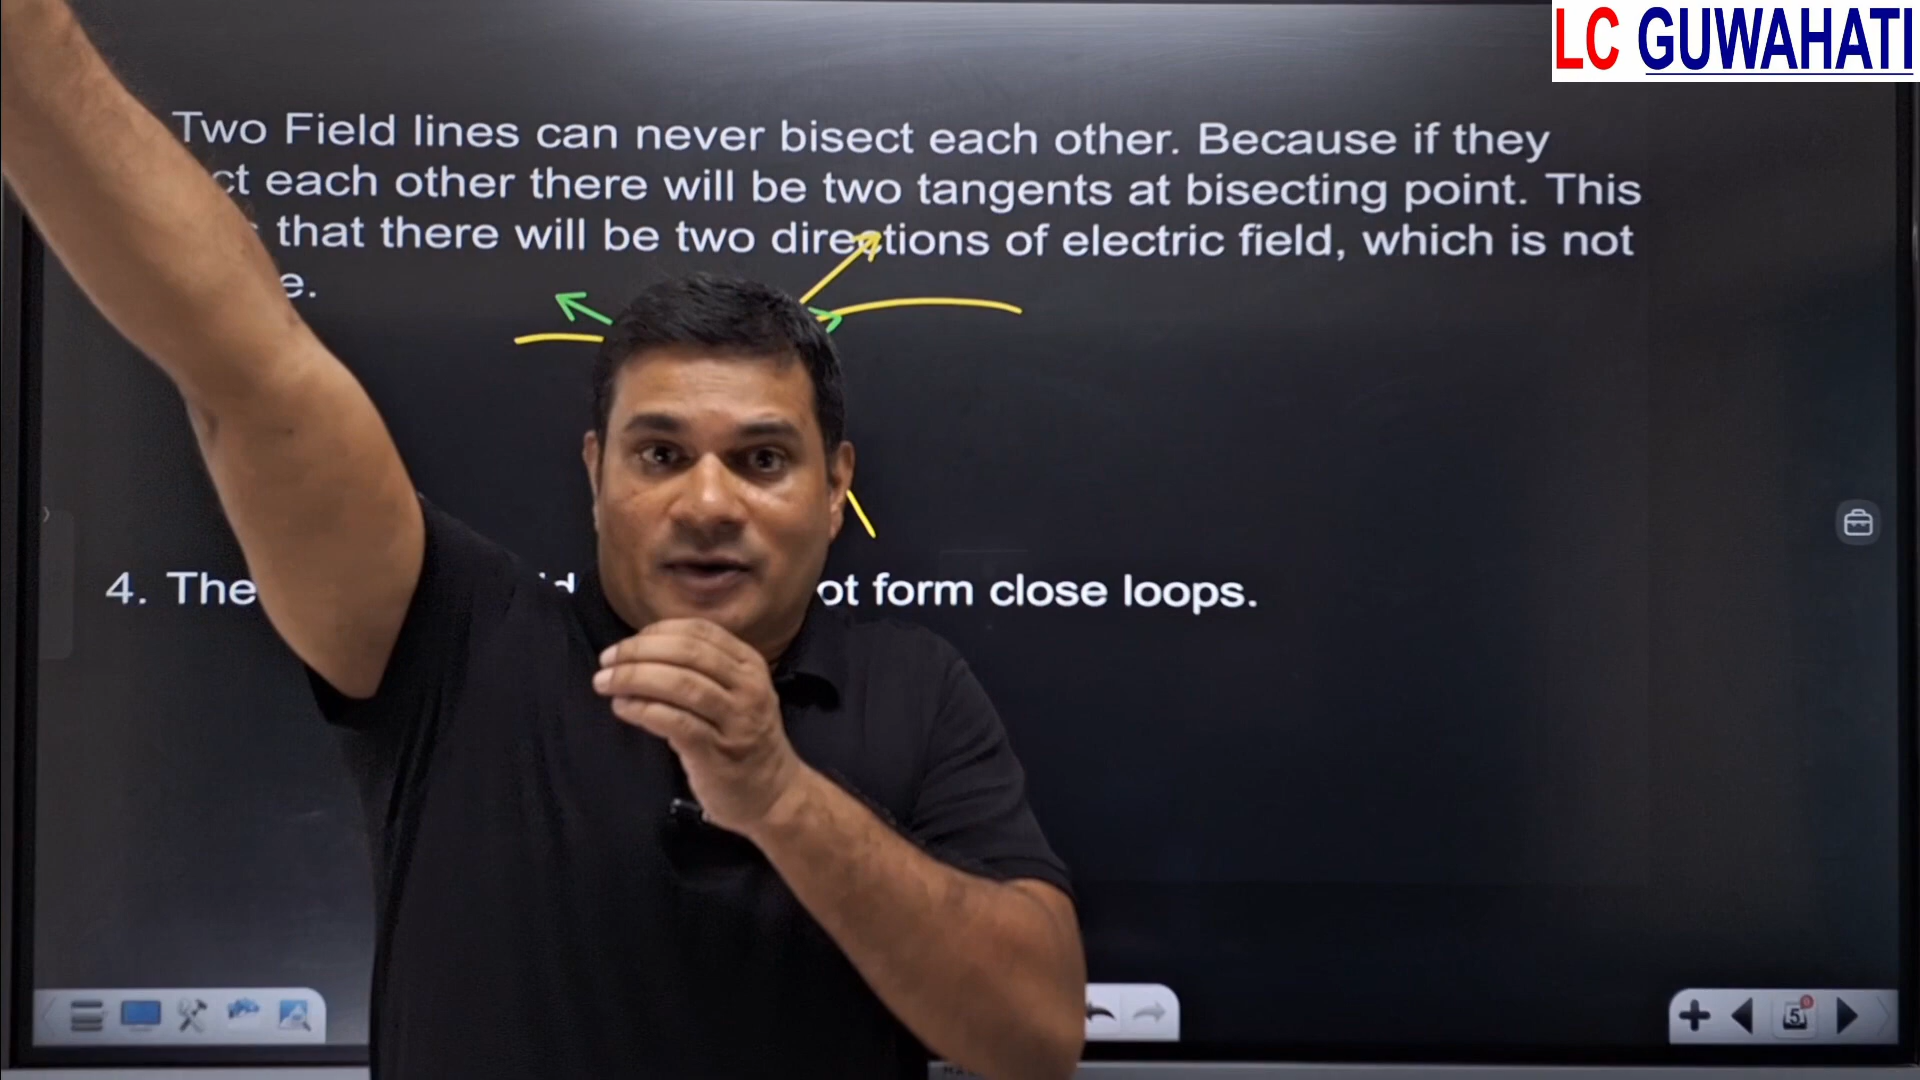 LC GUWAHATI
Two Field lines can never bisect each other. Because if they
each other there will be two tangents at bisecting point. This
that there will be two directions of electric field, which is not
4. The form close loops.
5